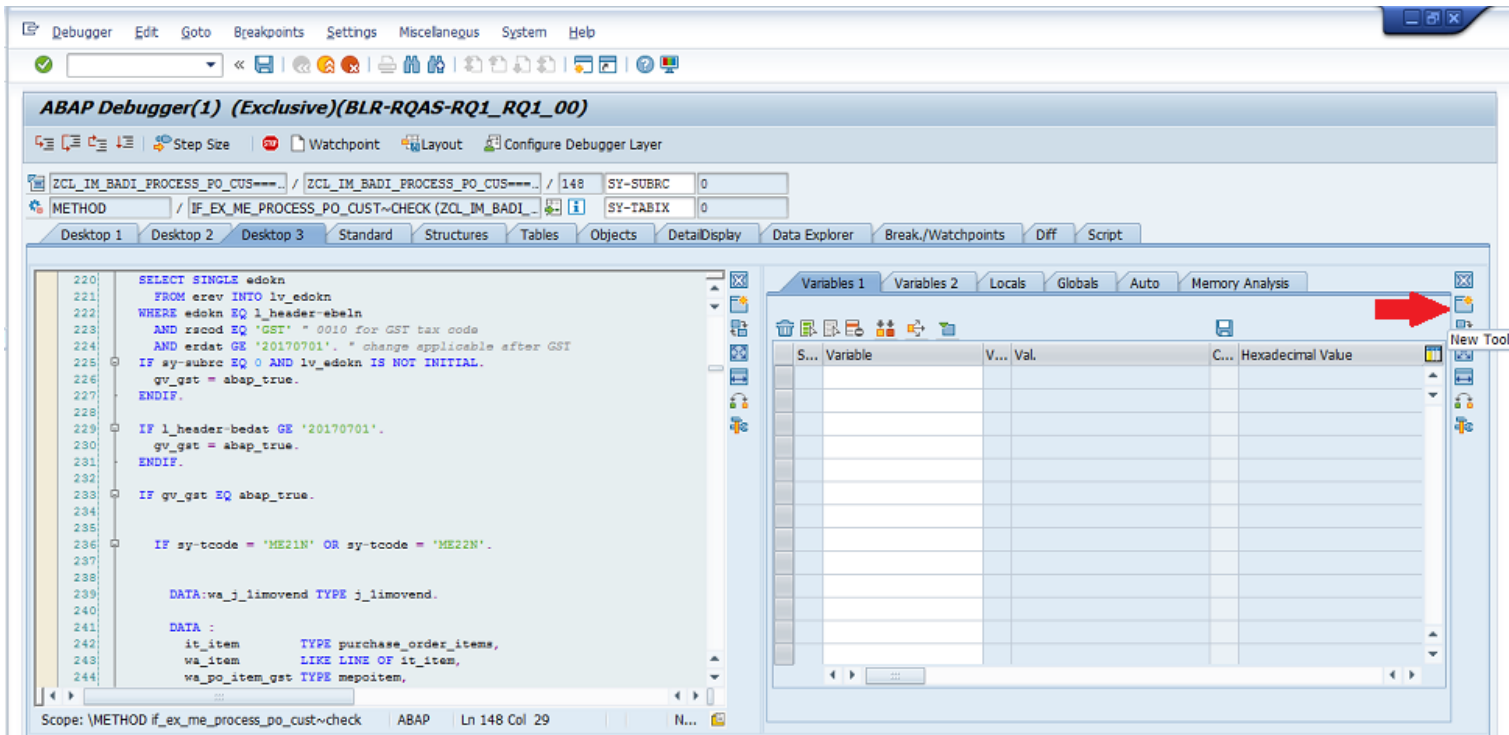 Debugger Edit Goto Breakpoints Settings Miscellaneous System Help
ABAP Debugger(1) (Exclusive)(BLR-RQAS-RQ1_RQ1_00)
Step Size Watchpoint Layout Configure Debugger Layer
ZCL_IM_BADI_PROCESS_PO_CUS===… / ZCL_IM_BADI_PROCESS_PO_CUS===… / 148 SY-SUBRC 0
METHOD / IF_EX_ME_PROCESS_PO_CUST~CHECK (ZCL_IM_BADI_… SY-TABIX 0
Desktop 1 Desktop 2 Desktop 3 Standard Structures Tables Objects DetailDisplay Data Explorer Break./Watchpoints Diff Script
Variables 1 Variables 2 Locals Globals Auto Memory Analysis
New Tool
S... Variable V... Val. C... Hexadecimal Value
220 SELECT SINGLE edokn
221 FROM erev INTO lv_edokn
222 WHERE edokn EQ l_header-ebeln
223 AND rscod EQ 'GST' " 0010 for GST tax code
224 AND erdat GE '20170701'. " change applicable after GST
225 IF sy-subrc EQ 0 AND lv_edokn IS NOT INITIAL.
226 gv_gst = abap_true.
227 ENDIF.
228
229 IF l_header-bedat GE '20170701'.
230 gv_gst = abap_true.
231 ENDIF.
232
233 IF gv_gst EQ abap_true.
234
235
236 IF sy-tcode = 'ME21N' OR sy-tcode = 'ME22N'.
237
238
239 DATA:wa_j_1imovend TYPE j_1imovend.
240
241 DATA :
242 it_item TYPE purchase_order_items,
243 wa_item LIKE LINE OF it_item,
244 wa_po_item_gst TYPE mepoitem,
Scope: \METHOD if_ex_me_process_po_cust~check ABAP Ln 148 Col 29 N...